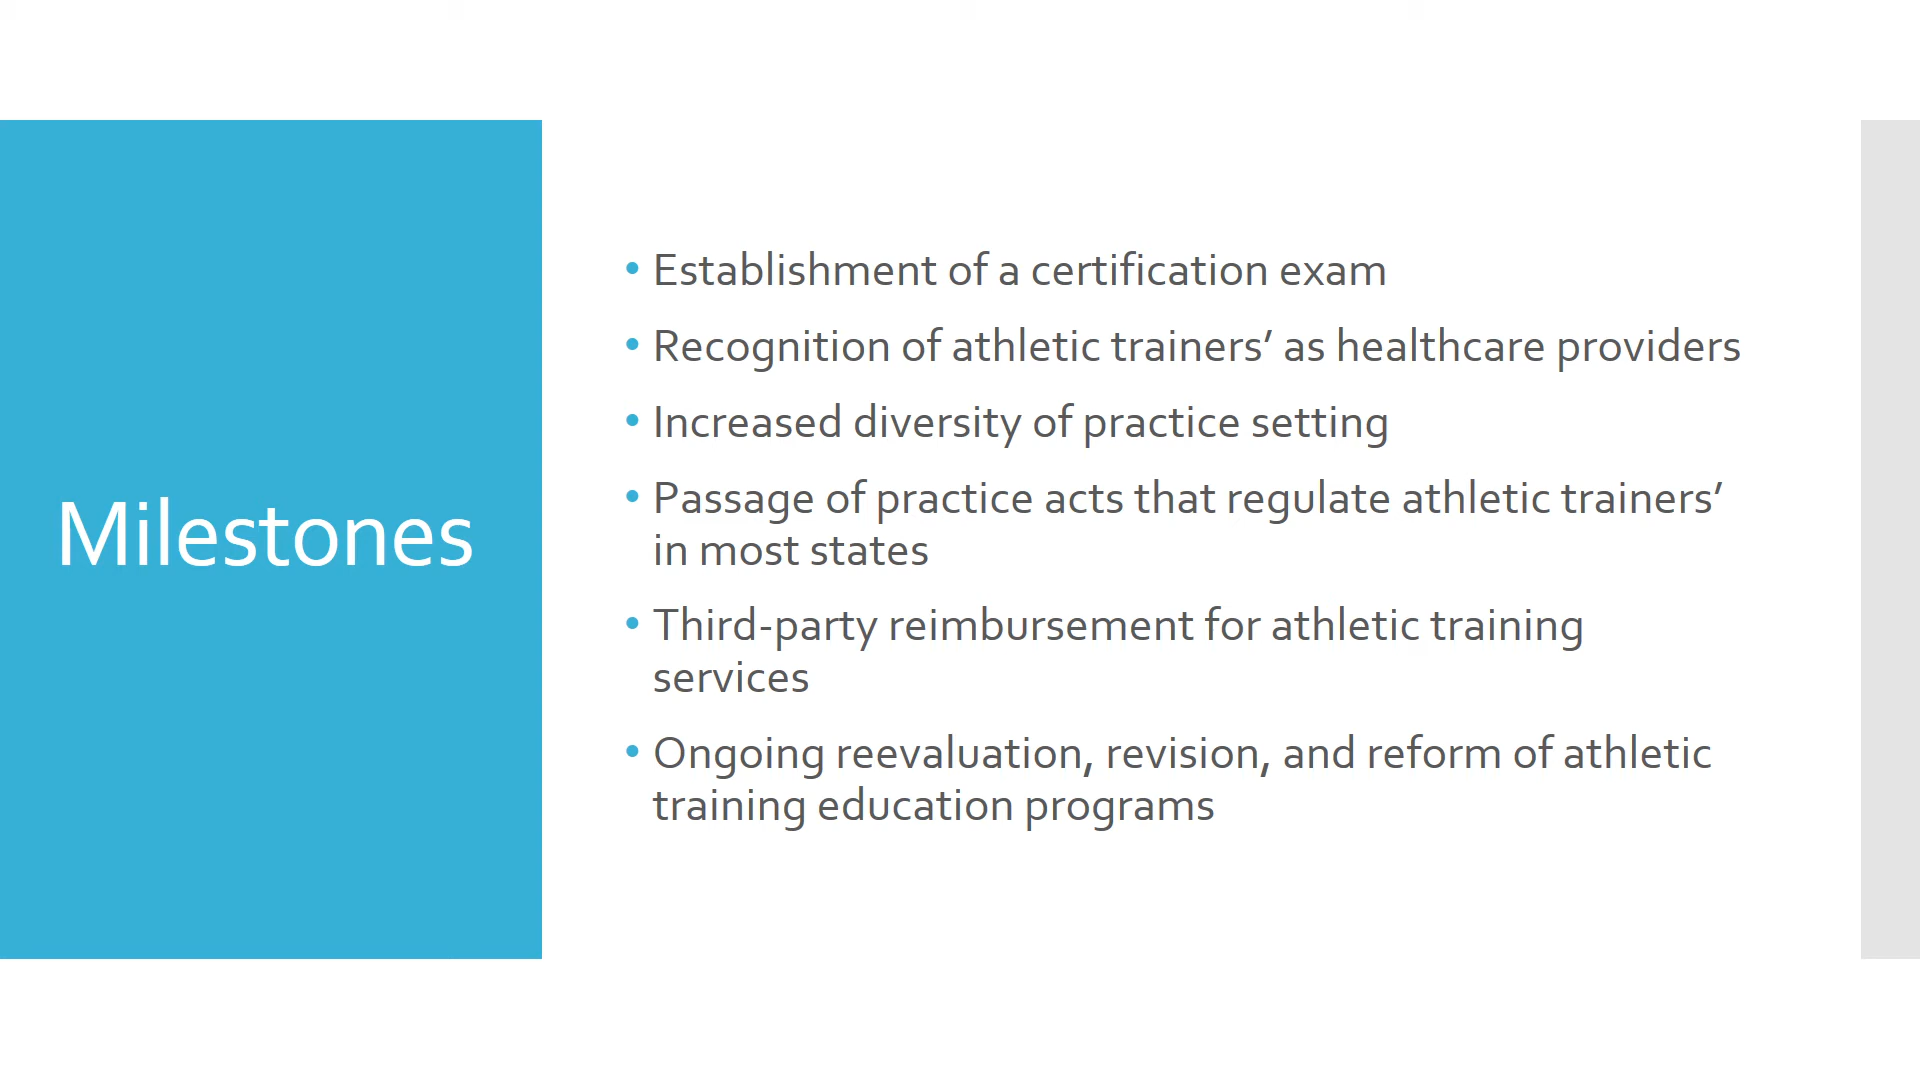 Milestones
• Establishment of a certification exam
• Recognition of athletic trainers’ as healthcare providers
• Increased diversity of practice setting
• Passage of practice acts that regulate athletic trainers’
in most states
• Third-party reimbursement for athletic training
services
• Ongoing reevaluation, revision, and reform of athletic
training education programs